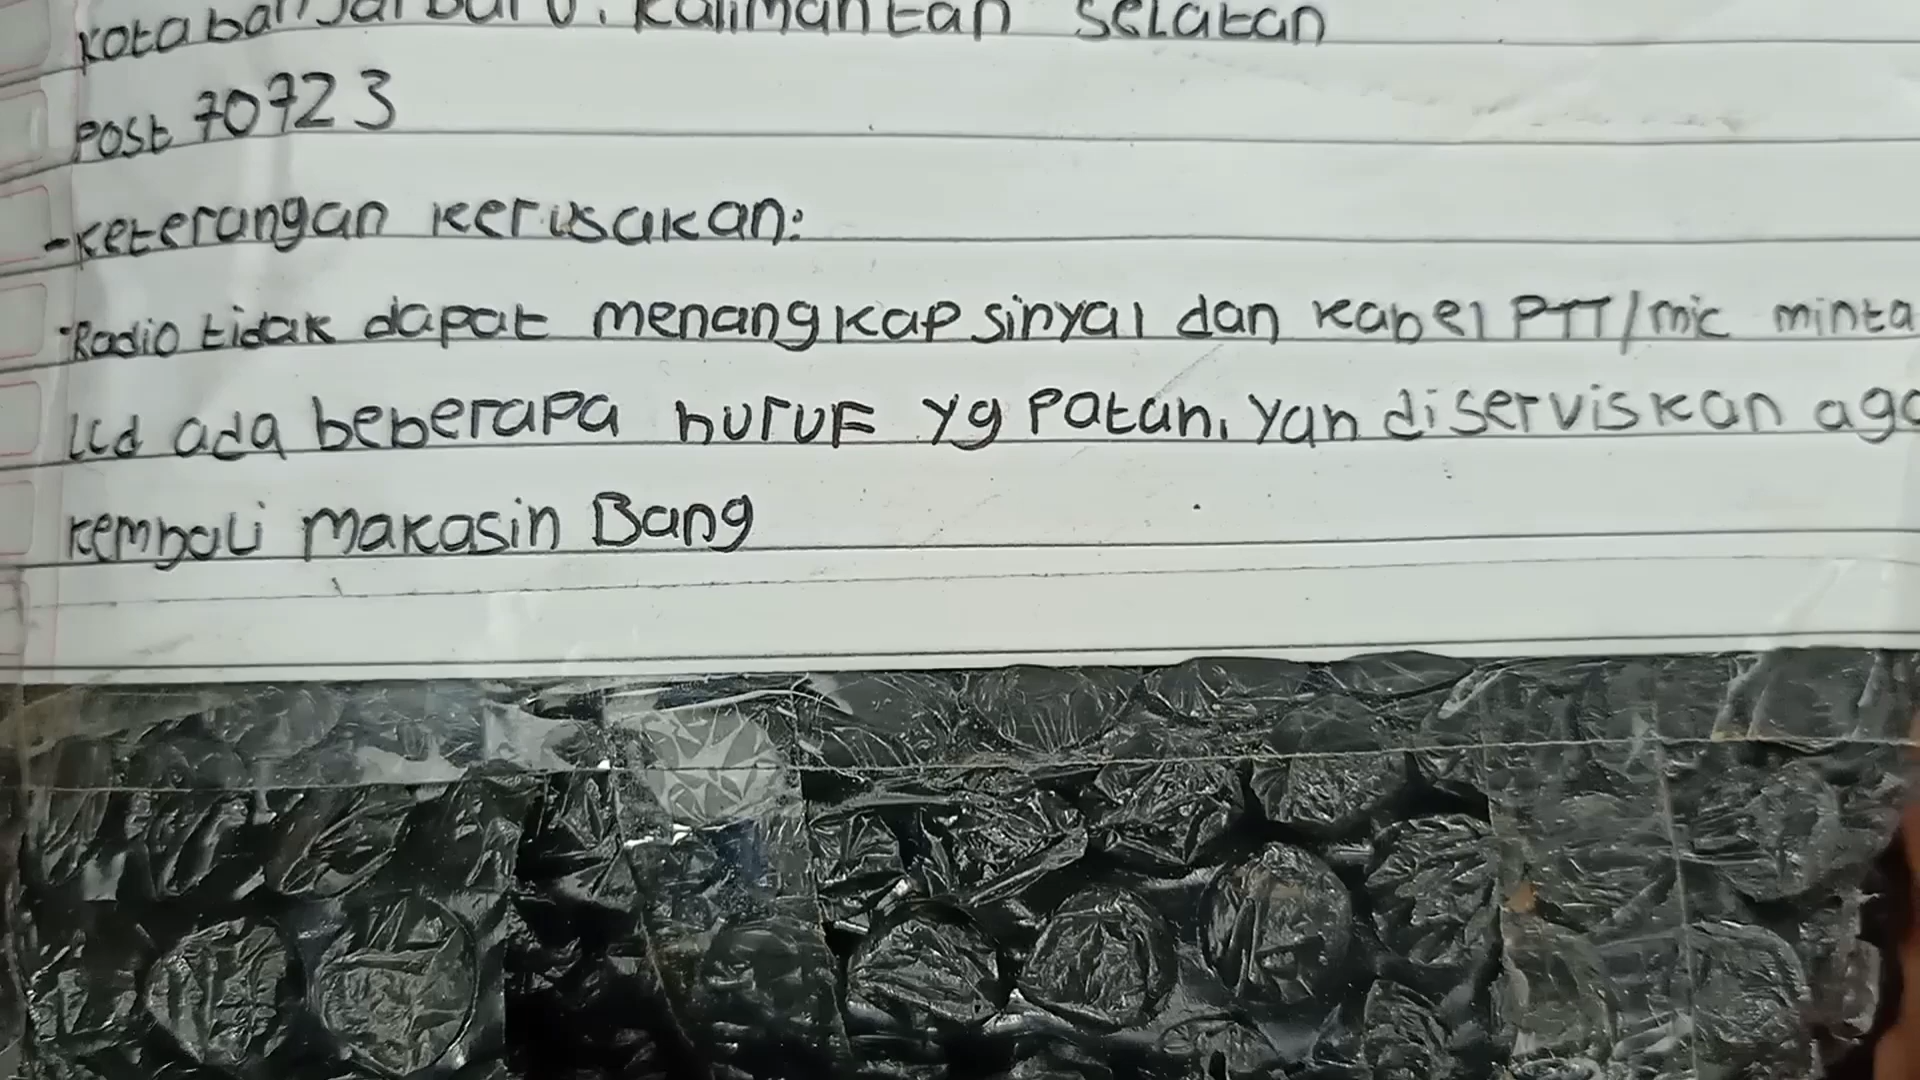 Kota banjarbaru, Kalimantan Selatan
Post 70723
-Keterangan kerusakan:
-Radio tidak dapat menangkap sinyal dan kabel PTT/mic minta
lcd ada beberapa huruf yg Patah, Yah diserviskan aga
kembali Makasih Bang